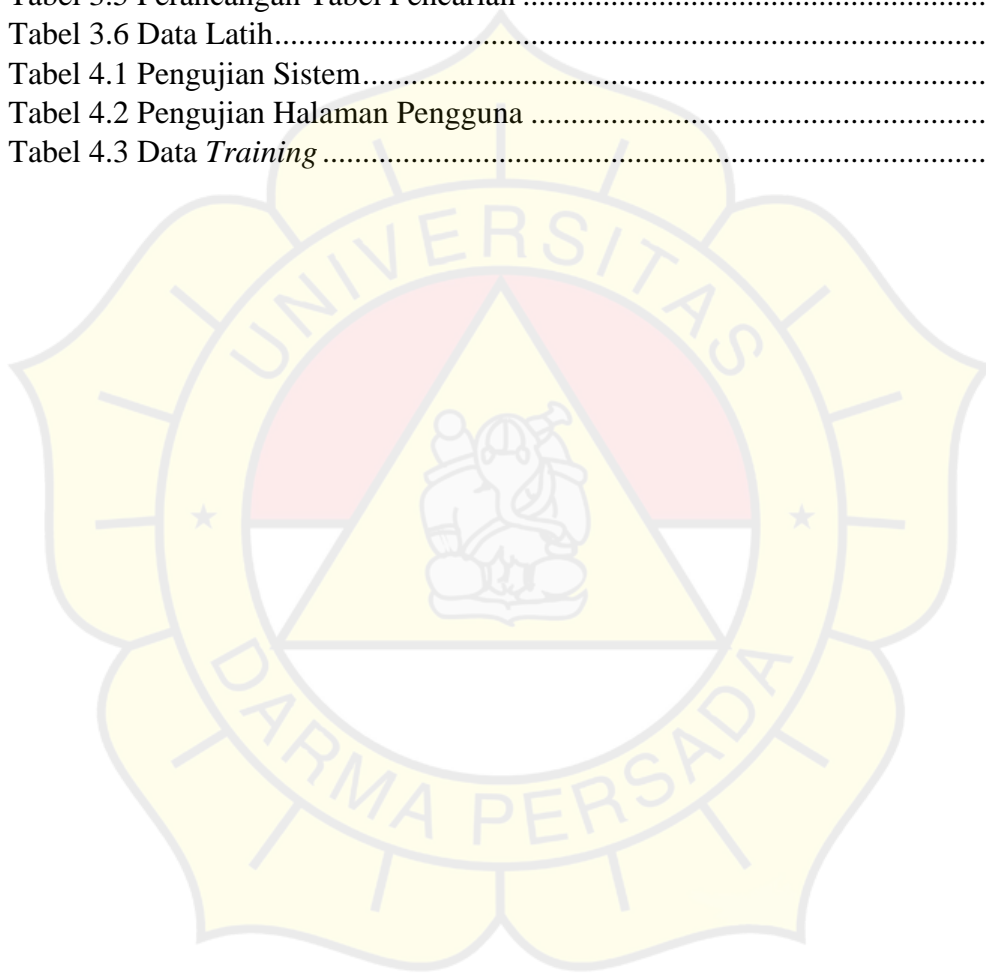 Tabel 3.5 Perancangan Tabel Pencarian ................................................................
Tabel 3.6 Data Latih................................................................
Tabel 4.1 Pengujian Sistem................................................................
Tabel 4.2 Pengujian Halaman Pengguna ................................................................
Tabel 4.3 Data Training ................................................................
UNIVERSITAS
DARMA PERSADA